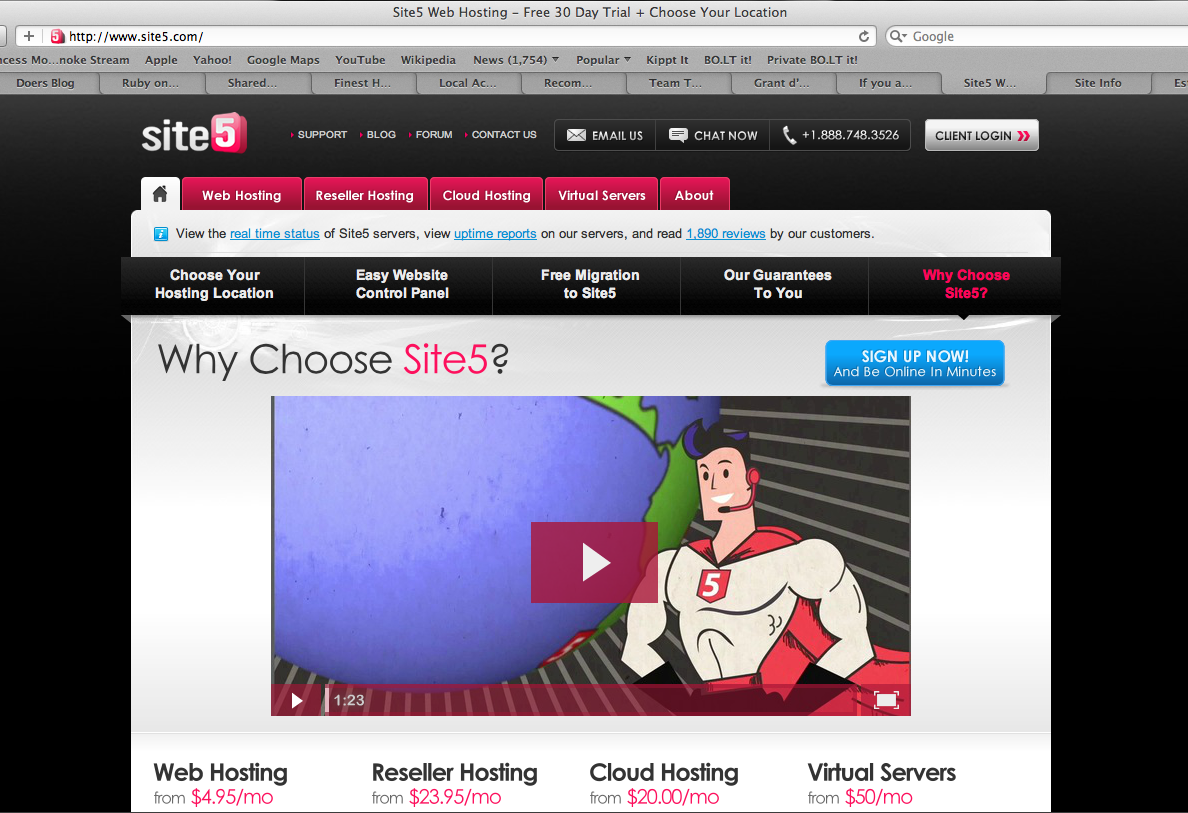 Site5 Web Hosting – Free 30 Day Trial + Choose Your Location
http://www.site5.com/
Google
ncess Mo...noke Stream Apple Yahoo! Google Maps YouTube Wikipedia News (1,754) Popular Kippt It BO.LT it! Private BO.LT it!
Doers Blog Ruby on... Shared... Finest H... Local Ac... Recom... Team T... Grant d'... If you a... Site5 W... Site Info Es
site5
SUPPORT BLOG FORUM CONTACT US
EMAIL US CHAT NOW +1.888.748.3526 CLIENT LOGIN
Web Hosting Reseller Hosting Cloud Hosting Virtual Servers About
View the real time status of Site5 servers, view uptime reports on our servers, and read 1,890 reviews by our customers.
Choose Your
Hosting Location
Easy Website
Control Panel
Free Migration
to Site5
Our Guarantees
To You
Why Choose
Site5?
Why Choose Site5?
SIGN UP NOW!
And Be Online In Minutes
5
1:23
Web Hosting
from $4.95/mo
Reseller Hosting
from $23.95/mo
Cloud Hosting
from $20.00/mo
Virtual Servers
from $50/mo